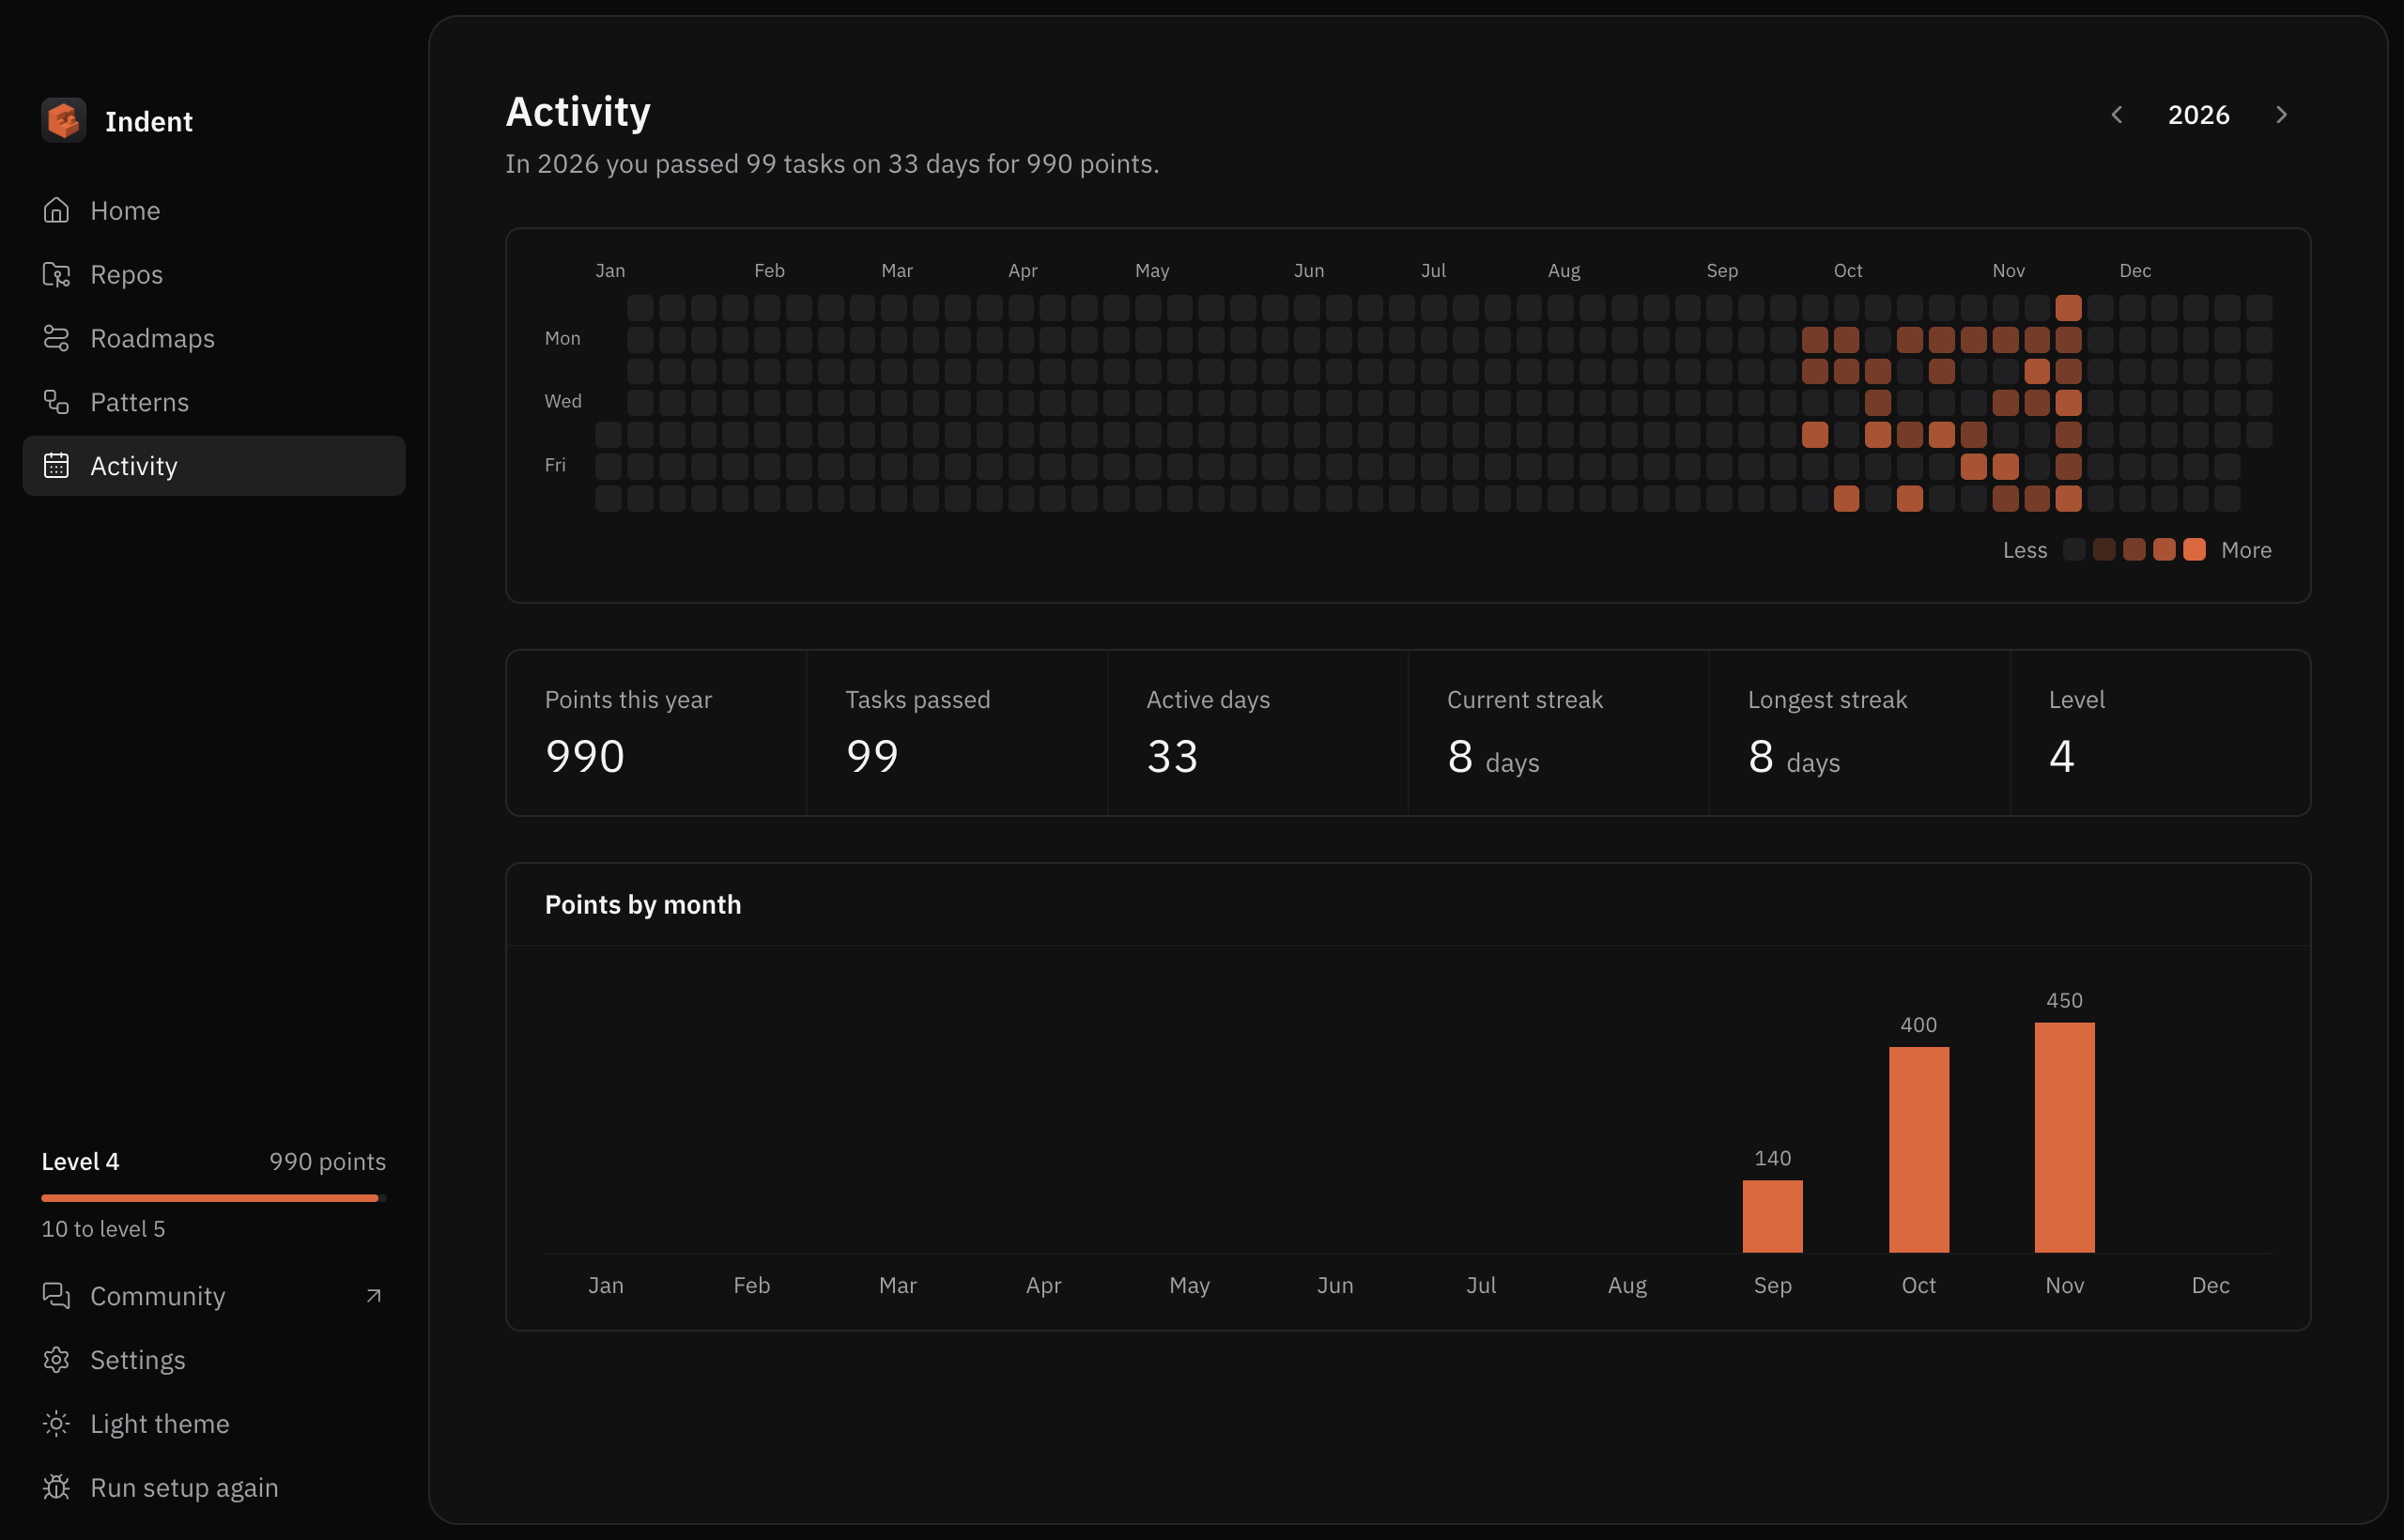 Indent
Home
Repos
Roadmaps
Patterns
Activity
Level 4 990 points
10 to level 5
Community
Settings
Light theme
Run setup again
Activity
2026
In 2026 you passed 99 tasks on 33 days for 990 points.
Jan Feb Mar Apr May Jun Jul Aug Sep Oct Nov Dec
Mon
Wed
Fri
Less More
Points this year
990
Tasks passed
99
Active days
33
Current streak
8 days
Longest streak
8 days
Level
4
Points by month
140 400 450
Jan Feb Mar Apr May Jun Jul Aug Sep Oct Nov Dec